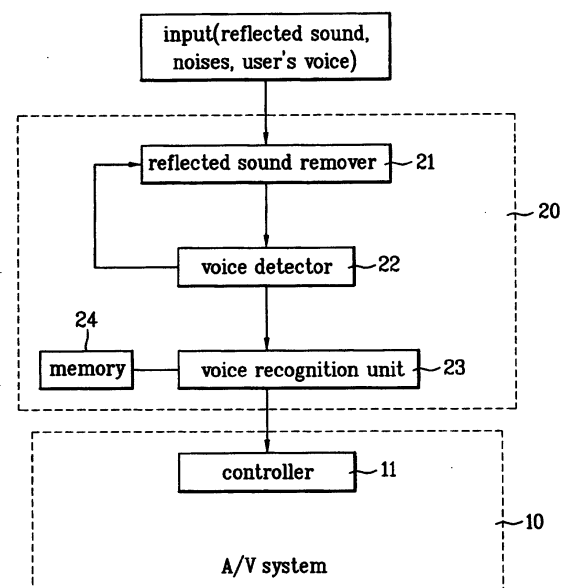 input(reflected sound,
noises, user's voice)
reflected sound remover
21
20
voice detector
22
24
memory
voice recognition unit
23
controller
11
10
A/V system